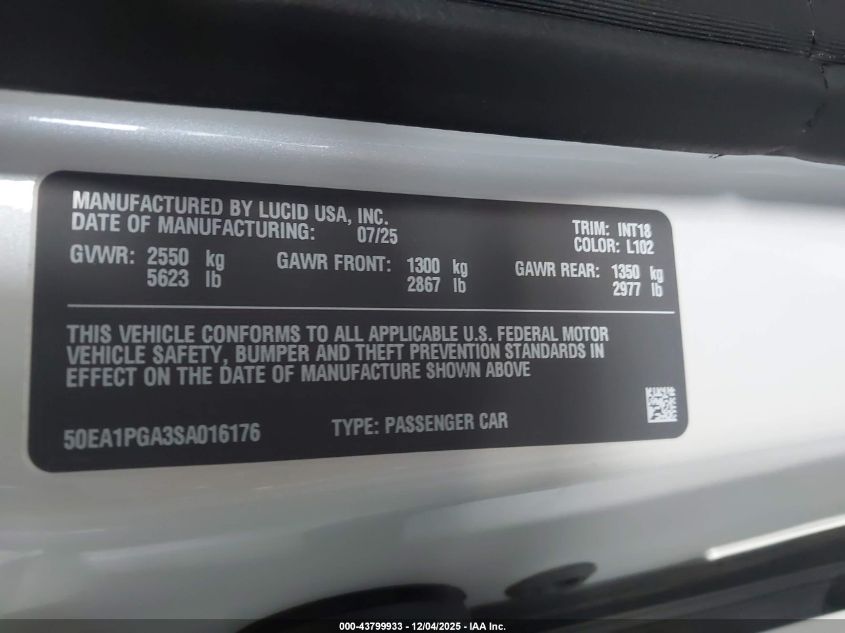 MANUFACTURED BY LUCID USA, INC.
DATE OF MANUFACTURING: 07/25
TRIM: INT18
COLOR: L102
GVWR: 2550 kg GAWR FRONT: 1300 kg GAWR REAR: 1350 kg
5623 lb 2867 lb 2977 lb
THIS VEHICLE CONFORMS TO ALL APPLICABLE U.S. FEDERAL MOTOR
VEHICLE SAFETY, BUMPER AND THEFT PREVENTION STANDARDS IN
EFFECT ON THE DATE OF MANUFACTURE SHOWN ABOVE
50EA1PGA3SA016176 TYPE: PASSENGER CAR
000-43799933 - 12/04/2025 - IAA Inc.